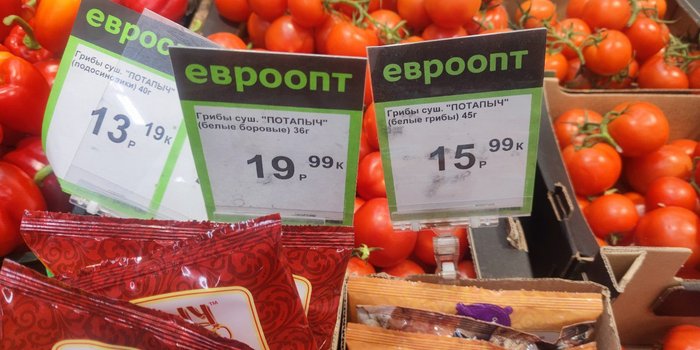 евроопт
Грибы суш. "ПОТАПЫЧ"
(подосиновики) 40г
13 Р 19 К
евроопт
Грибы суш. "ПОТАПЫЧ"
(белые боровые) 36г
19 Р 99 К
евроопт
Грибы суш. "ПОТАПЫЧ"
(белые грибы) 45г
15 Р 99 К
TM